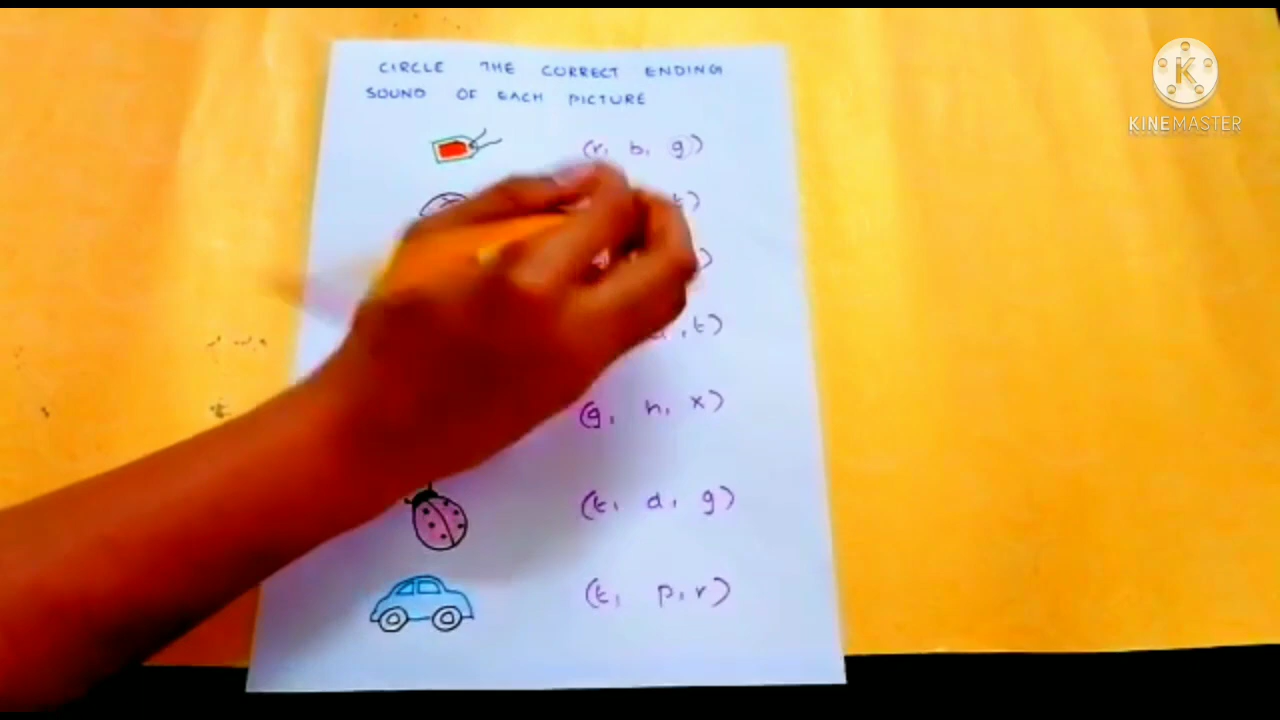 CIRCLE THE CORRECT ENDING
SOUND OF EACH PICTURE
(r, b, g)
t)
)
,t)
(g, n, x)
(t, d, g)
(t, p, r)
KINEMASTER